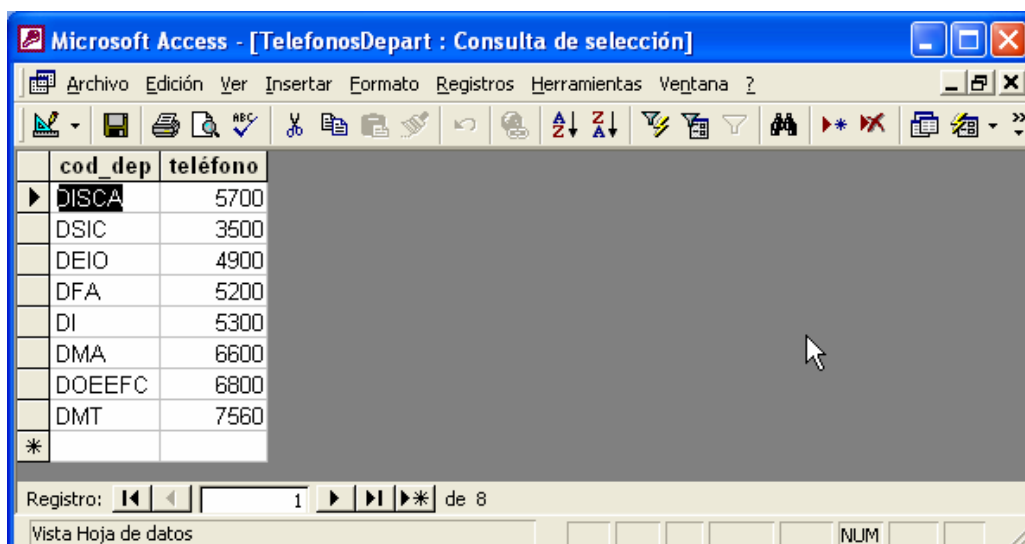 Microsoft Access - [TelefonosDepart : Consulta de selección]
Archivo Edición Ver Insertar Formato Registros Herramientas Ventana ?
cod_dep teléfono
DISCA 5700
DSIC 3500
DEIO 4900
DFA 5200
DI 5300
DMA 6600
DOEEFC 6800
DMT 7560
Registro: 1 de 8
Vista Hoja de datos NUM